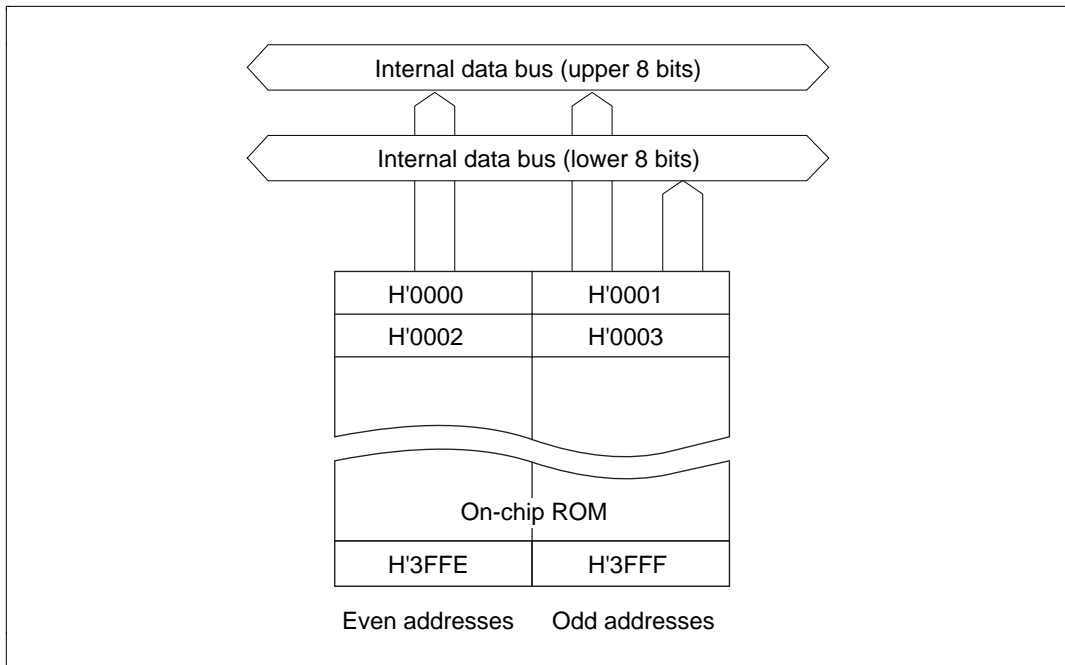 Internal data bus (upper 8 bits)
Internal data bus (lower 8 bits)
H'0000 H'0001
H'0002 H'0003
On-chip ROM
H'3FFE H'3FFF
Even addresses Odd addresses